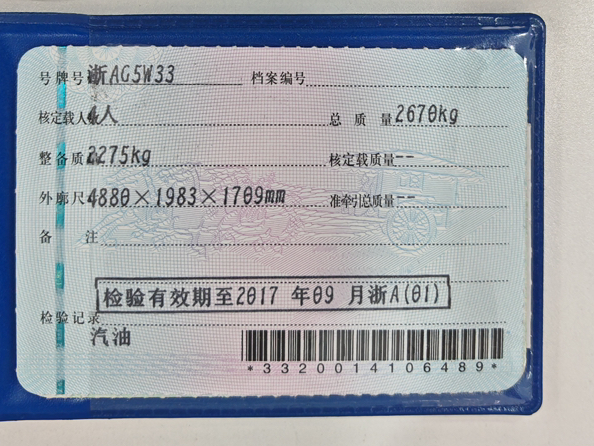 号牌号 浙AG5W33 档案编号
核定载人数 4人 总质量 2670kg
整备质量 2275kg 核定载质量 --
外廓尺寸 4880×1983×1709mm 准牵引总质量 --
备注
检验有效期至2017 年09 月浙A(01)
检验记录
汽油
*3320014106489*